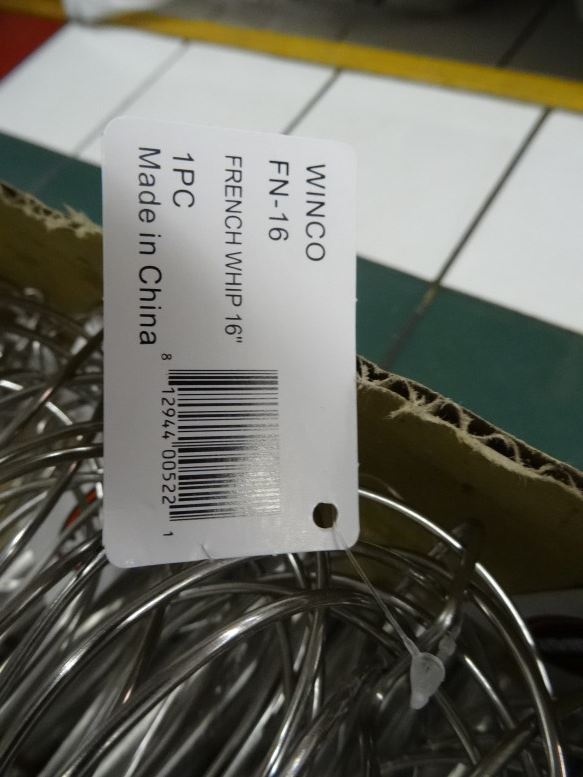 WINCO
FN-16
FRENCH WHIP 16"
1PC
Made in China
8 12944 00522 1